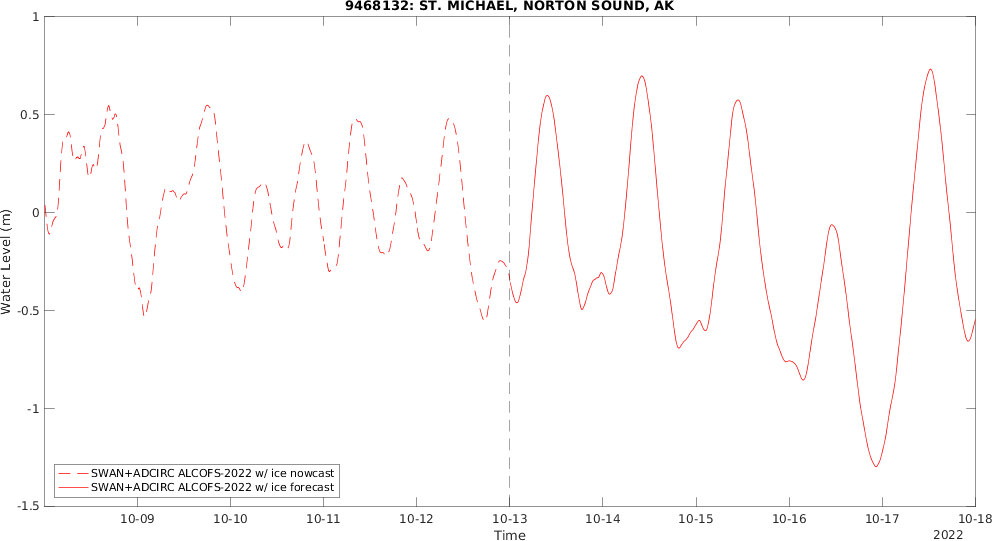 9468132: ST. MICHAEL, NORTON SOUND, AK
1
0.5
0
-0.5
-1
-1.5
Water Level (m)
SWAN+ADCIRC ALCOFS-2022 w/ ice nowcast
SWAN+ADCIRC ALCOFS-2022 w/ ice forecast
10-09 10-10 10-11 10-12 10-13 10-14 10-15 10-16 10-17 10-18
Time
2022